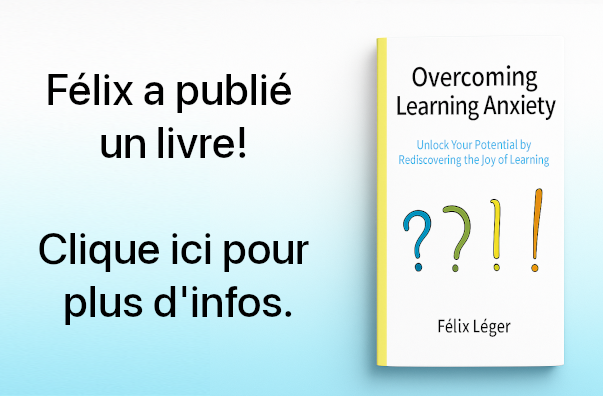 Félix a publié
un livre!
Clique ici pour
plus d'infos.
Overcoming
Learning Anxiety
Unlock Your Potential by
Rediscovering the Joy of Learning
??!!
Félix Léger